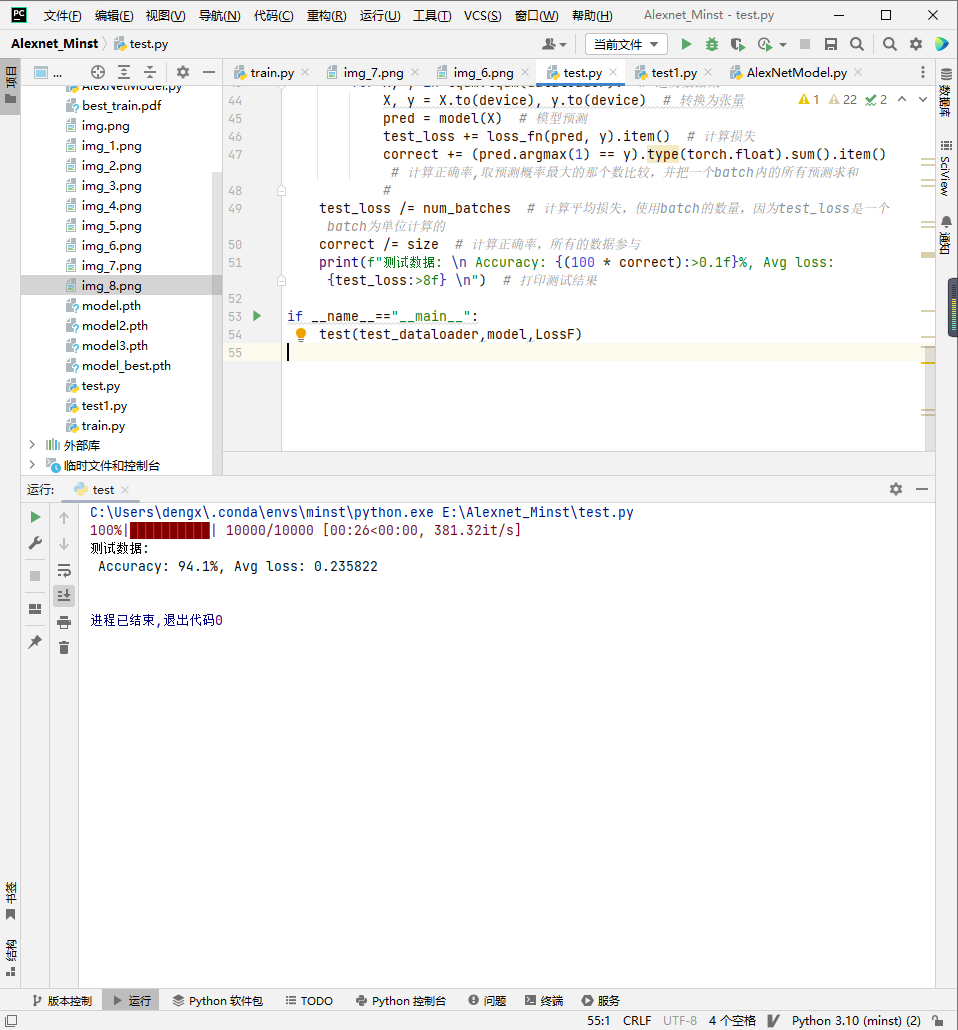 PC 文件(F) 编辑(E) 视图(V) 导航(N) 代码(C) 重构(R) 运行(U) 工具(T) VCS(S) 窗口(W) 帮助(H) Alexnet_Minst - test.py
Alexnet_Minst test.py 当前文件
项目 ... train.py img_7.png img_6.png test.py test1.py AlexNetModel.py 数据库 SciView 通知
AlexNetModel.py
best_train.pdf
img.png
img_1.png
img_2.png
img_3.png
img_4.png
img_5.png
img_6.png
img_7.png
img_8.png
model.pth
model2.pth
model3.pth
model_best.pth
test.py
test1.py
train.py
外部库
临时文件和控制台
1 22 2
44 X, y = X.to(device), y.to(device) # 转换为张量
45 pred = model(X) # 模型预测
46 test_loss += loss_fn(pred, y).item() # 计算损失
47 correct += (pred.argmax(1) == y).type(torch.float).sum().item()
# 计算正确率,取预测概率最大的那个数比较，并把一个batch内的所有预测求和
48 #
49 test_loss /= num_batches # 计算平均损失，使用batch的数量，因为test_loss是一个
batch为单位计算的
50 correct /= size # 计算正确率，所有的数据参与
51 print(f"测试数据: \n Accuracy: {(100 * correct):>0.1f}%, Avg loss:
{test_loss:>8f} \n") # 打印测试结果
52
53 if __name__=="__main__":
54 test(test_dataloader,model,LossF)
55
运行: test
C:\Users\dengx\.conda\envs\minst\python.exe E:\Alexnet_Minst\test.py
100%|██████████| 10000/10000 [00:26<00:00, 381.32it/s]
测试数据:
Accuracy: 94.1%, Avg loss: 0.235822
进程已结束,退出代码0
书签
结构
版本控制 运行 Python 软件包 TODO Python 控制台 问题 终端 服务
55:1 CRLF UTF-8 4 个空格 Python 3.10 (minst) (2)